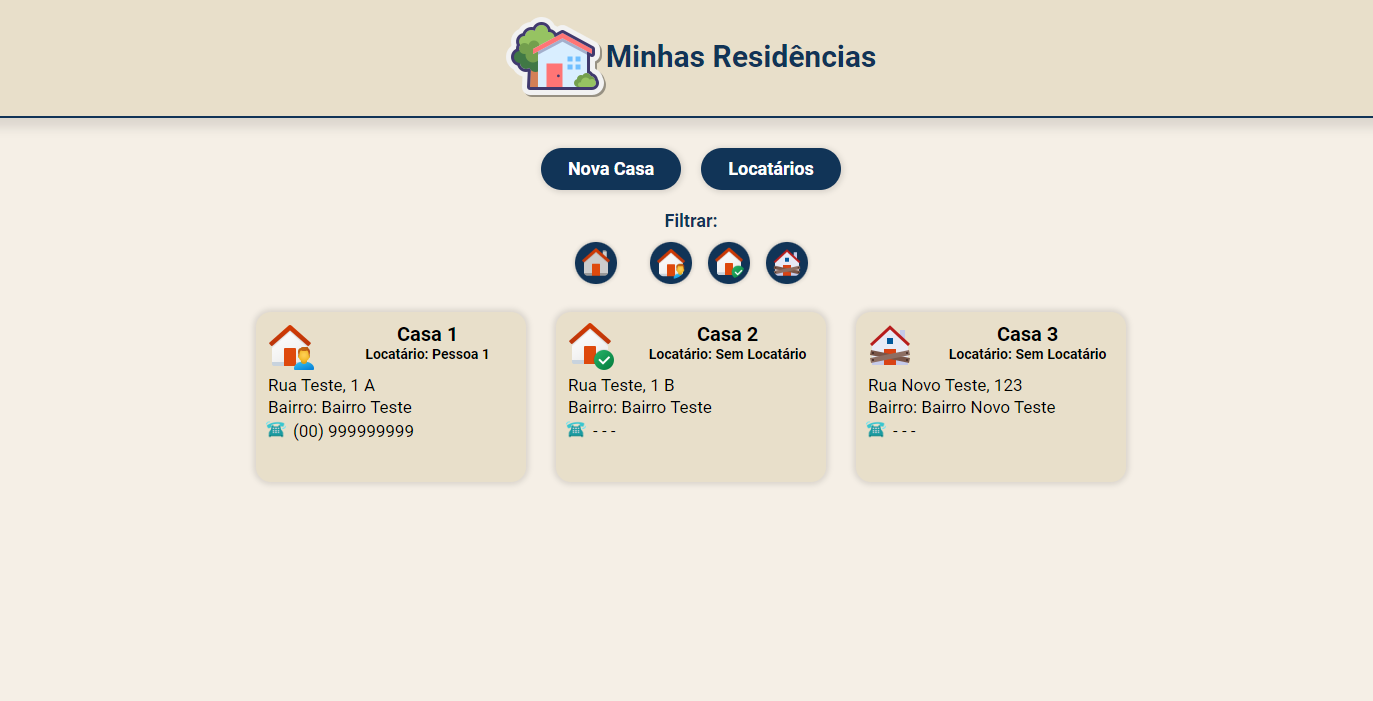 Minhas Residências
Nova Casa
Locatários
Filtrar:
Casa 1
Locatário: Pessoa 1
Rua Teste, 1 A
Bairro: Bairro Teste
(00) 999999999
Casa 2
Locatário: Sem Locatário
Rua Teste, 1 B
Bairro: Bairro Teste
- - -
Casa 3
Locatário: Sem Locatário
Rua Novo Teste, 123
Bairro: Bairro Novo Teste
- - -